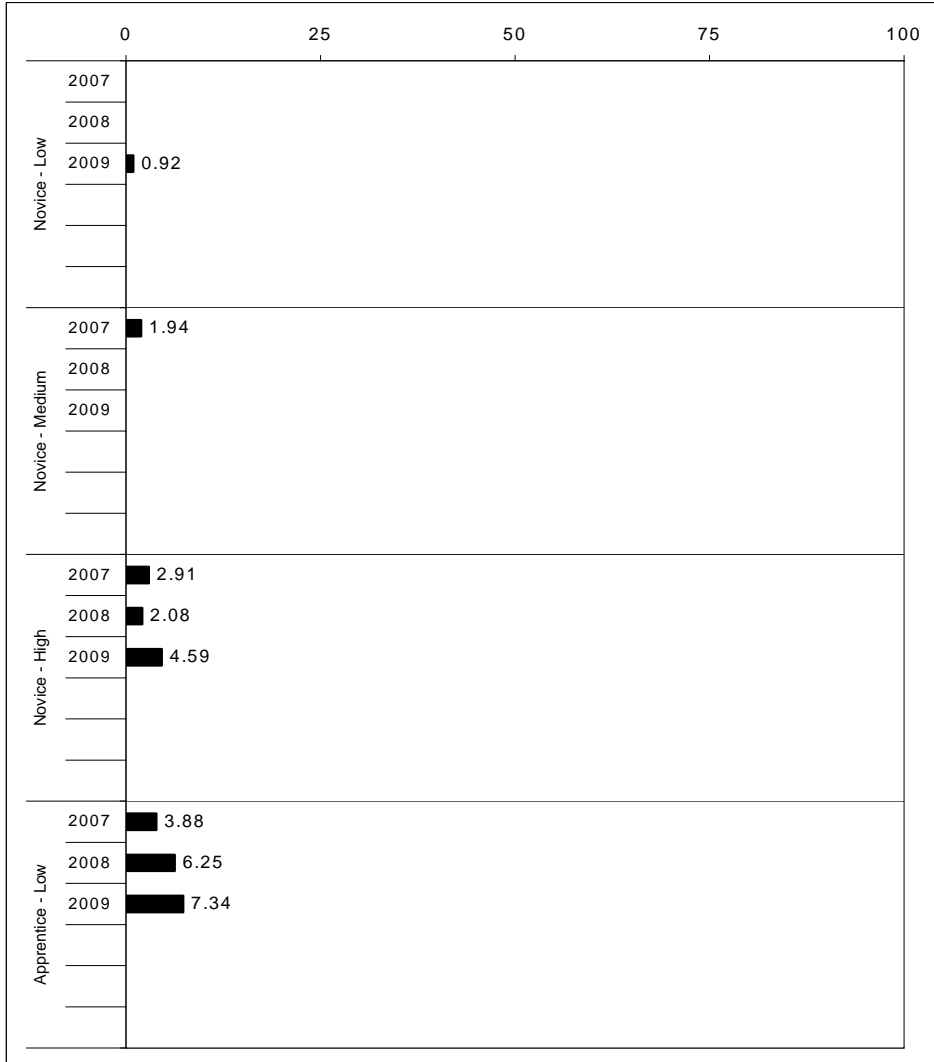 0 25 50 75 100
Novice - Low
2007
2008
2009 0.92
Novice - Medium
2007 1.94
2008
2009
Novice - High
2007 2.91
2008 2.08
2009 4.59
Apprentice - Low
2007 3.88
2008 6.25
2009 7.34